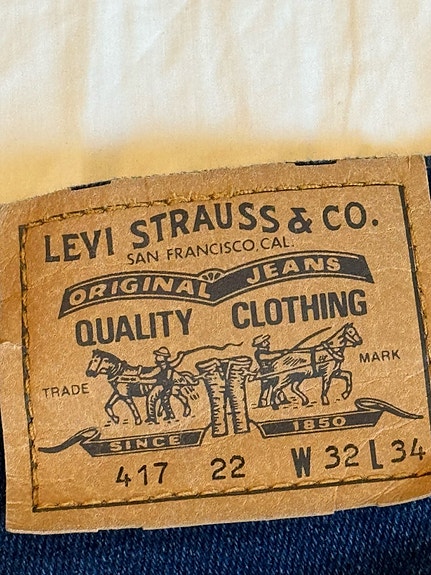 LEVI STRAUSS & CO.
SAN FRANCISCO, CAL.
ORIGINAL JEANS
QUALITY CLOTHING
TRADE MARK
SINCE 1850
417 22 W 32 L 34